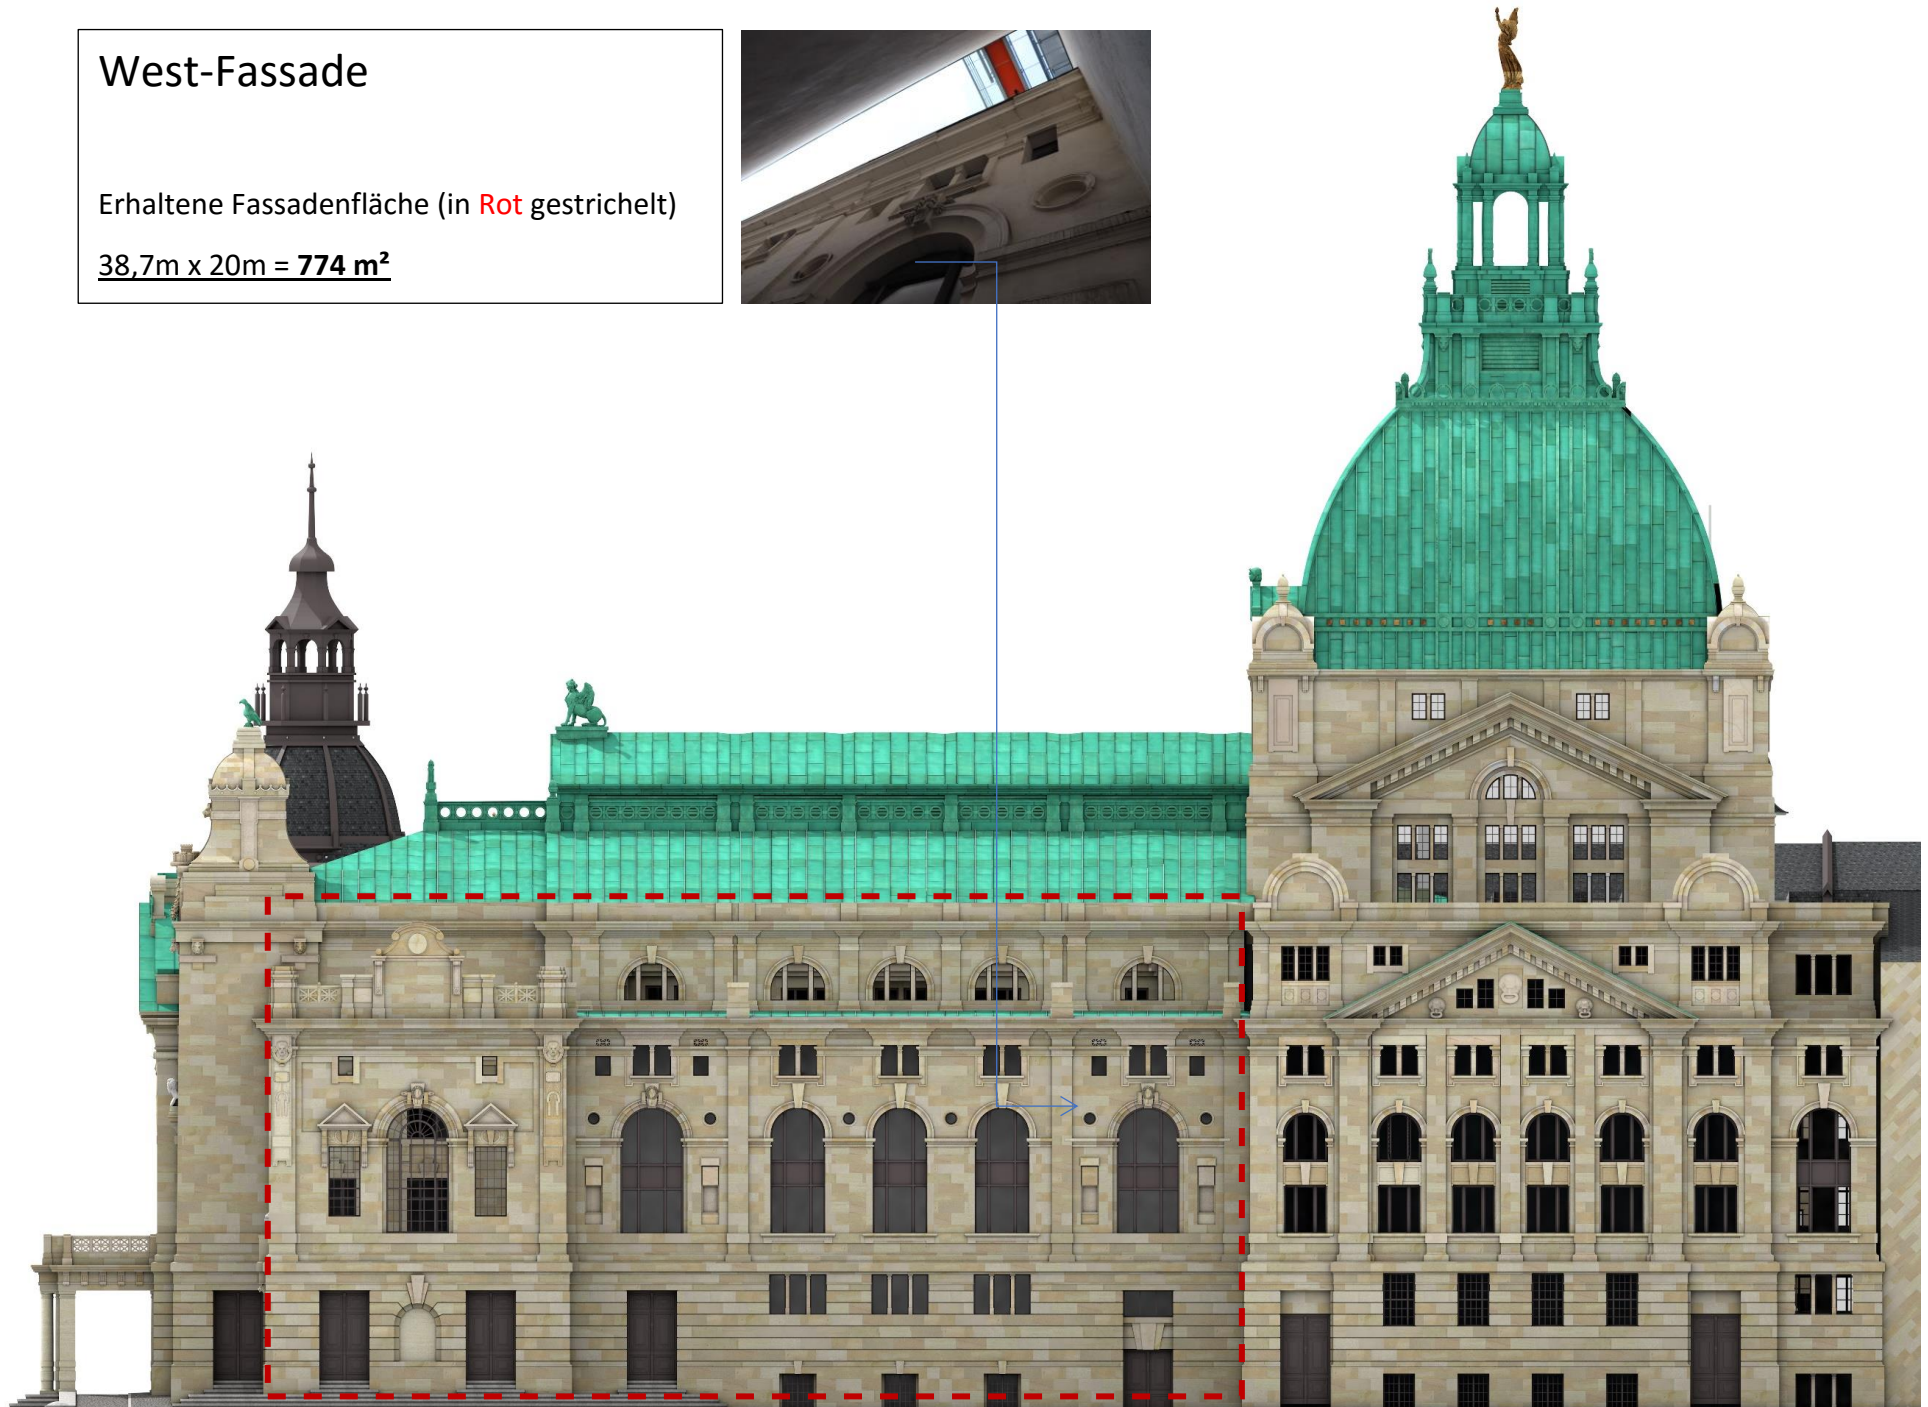 West-Fassade
Erhaltene Fassadenfläche (in Rot gestrichelt)
38,7m x 20m = 774 m²